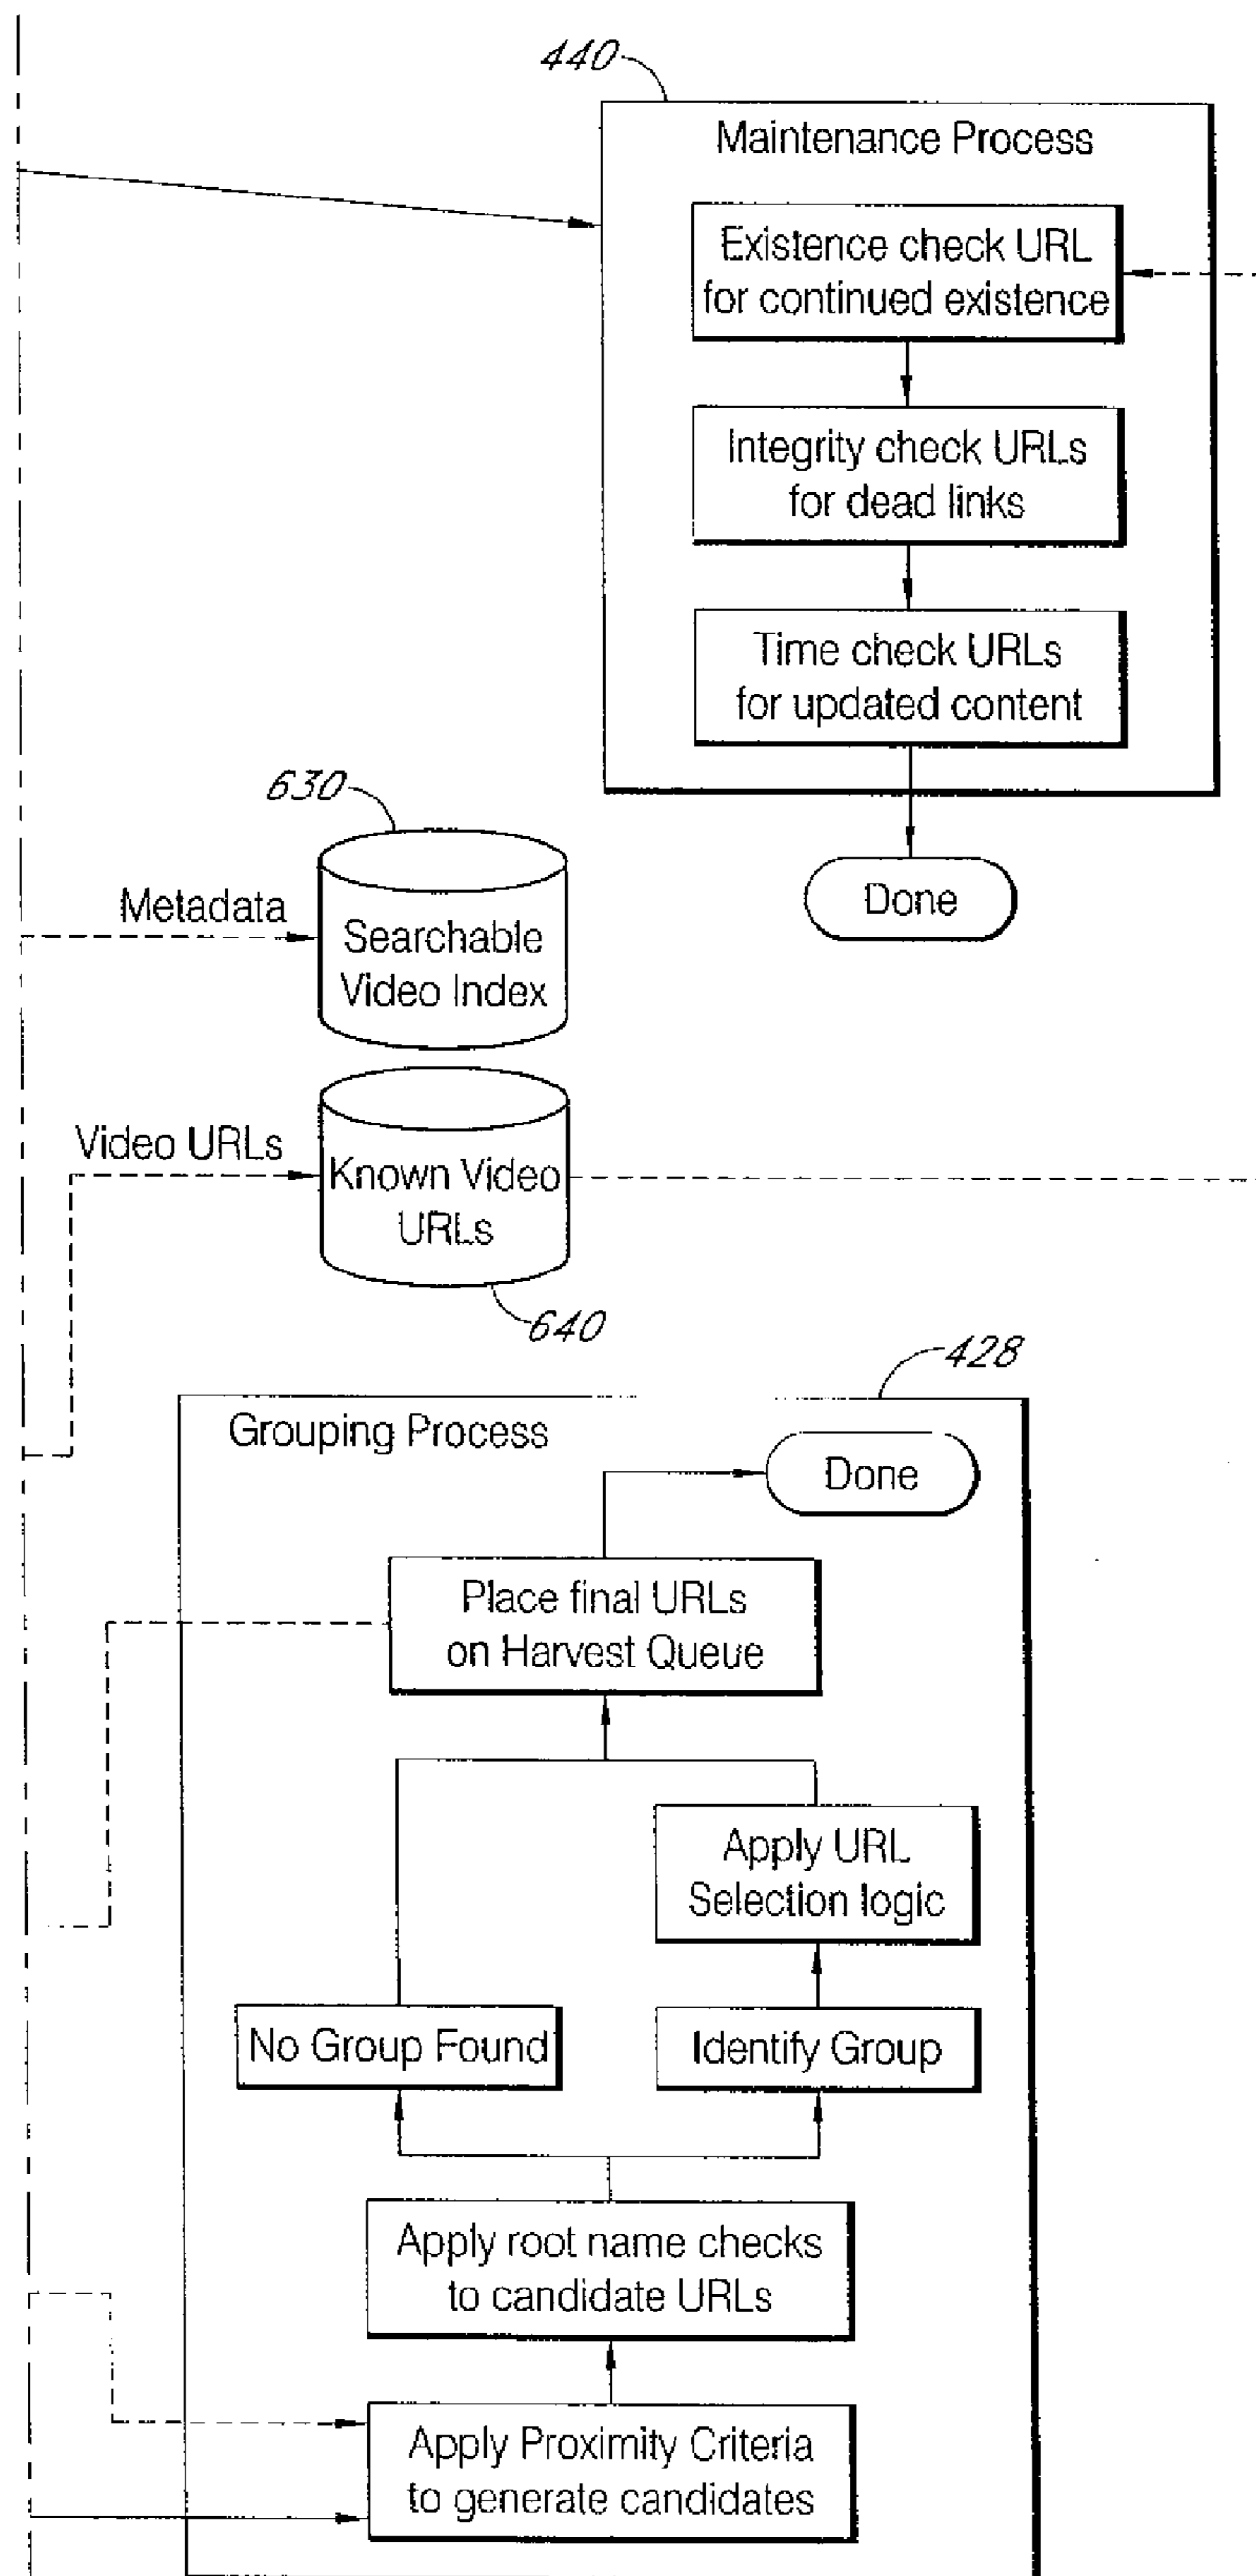 440
Maintenance Process
Existence check URL
for continued existence
Integrity check URLs
for dead links
Time check URLs
for updated content
Done
630
Metadata
Searchable
Video Index
Video URLs
Known Video
URLs
640
428
Grouping Process
Done
Place final URLs
on Harvest Queue
Apply URL
Selection logic
No Group Found
Identify Group
Apply root name checks
to candidate URLs
Apply Proximity Criteria
to generate candidates